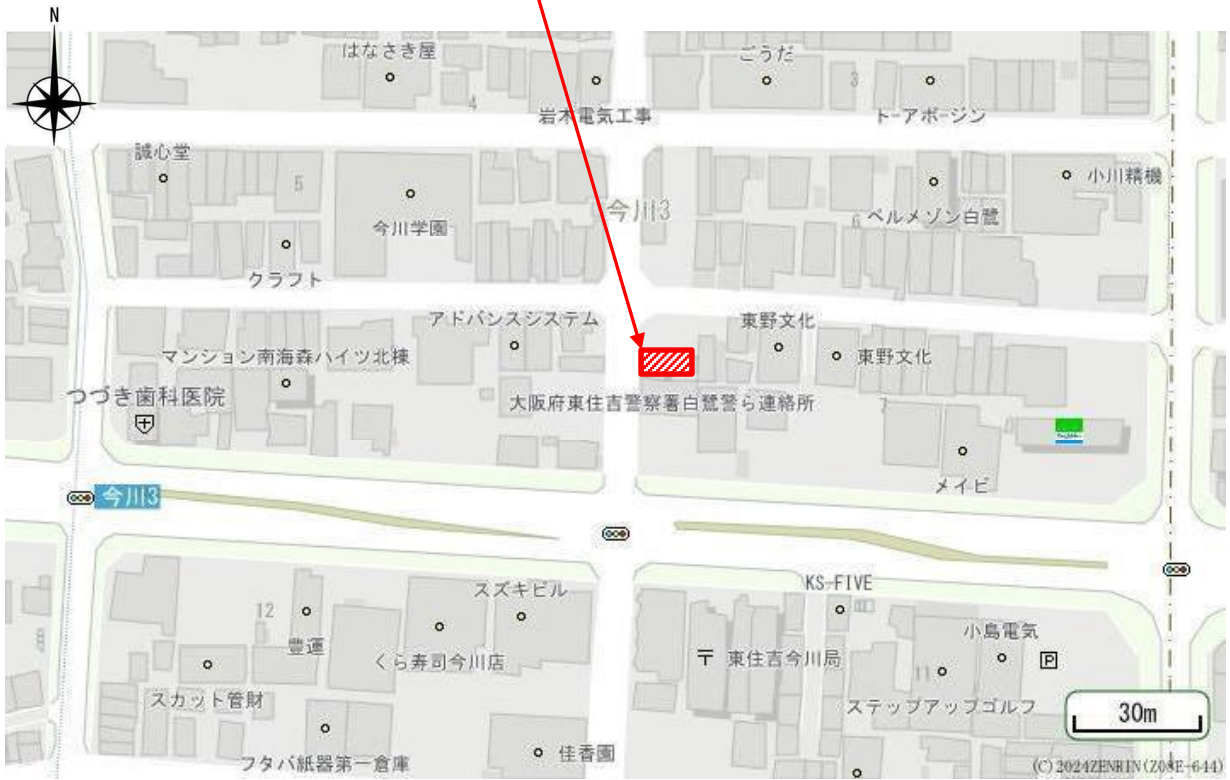 N
はなさき屋
ごうだ
3
4
岩木電気工事
トーアボージン
誠心堂
5
小川精機
今川3
今川学園
6
ベルメゾン白鷺
クラフト
アドバンスシステム
東野文化
マンション南海森ハイツ北棟
東野文化
つづき歯科医院
大阪府東住吉警察署白鷺警ら連絡所
7
メイビ
今川3
スズキビル
KS-FIVE
12
豊運
くら寿司今川店
〒 東住吉今川局
小島電気
P
11
スカット管財
ステップアップゴルフ
30m
フタバ紙器第一倉庫
佳香園
(C)2024ZENRIN(Z05E-644)